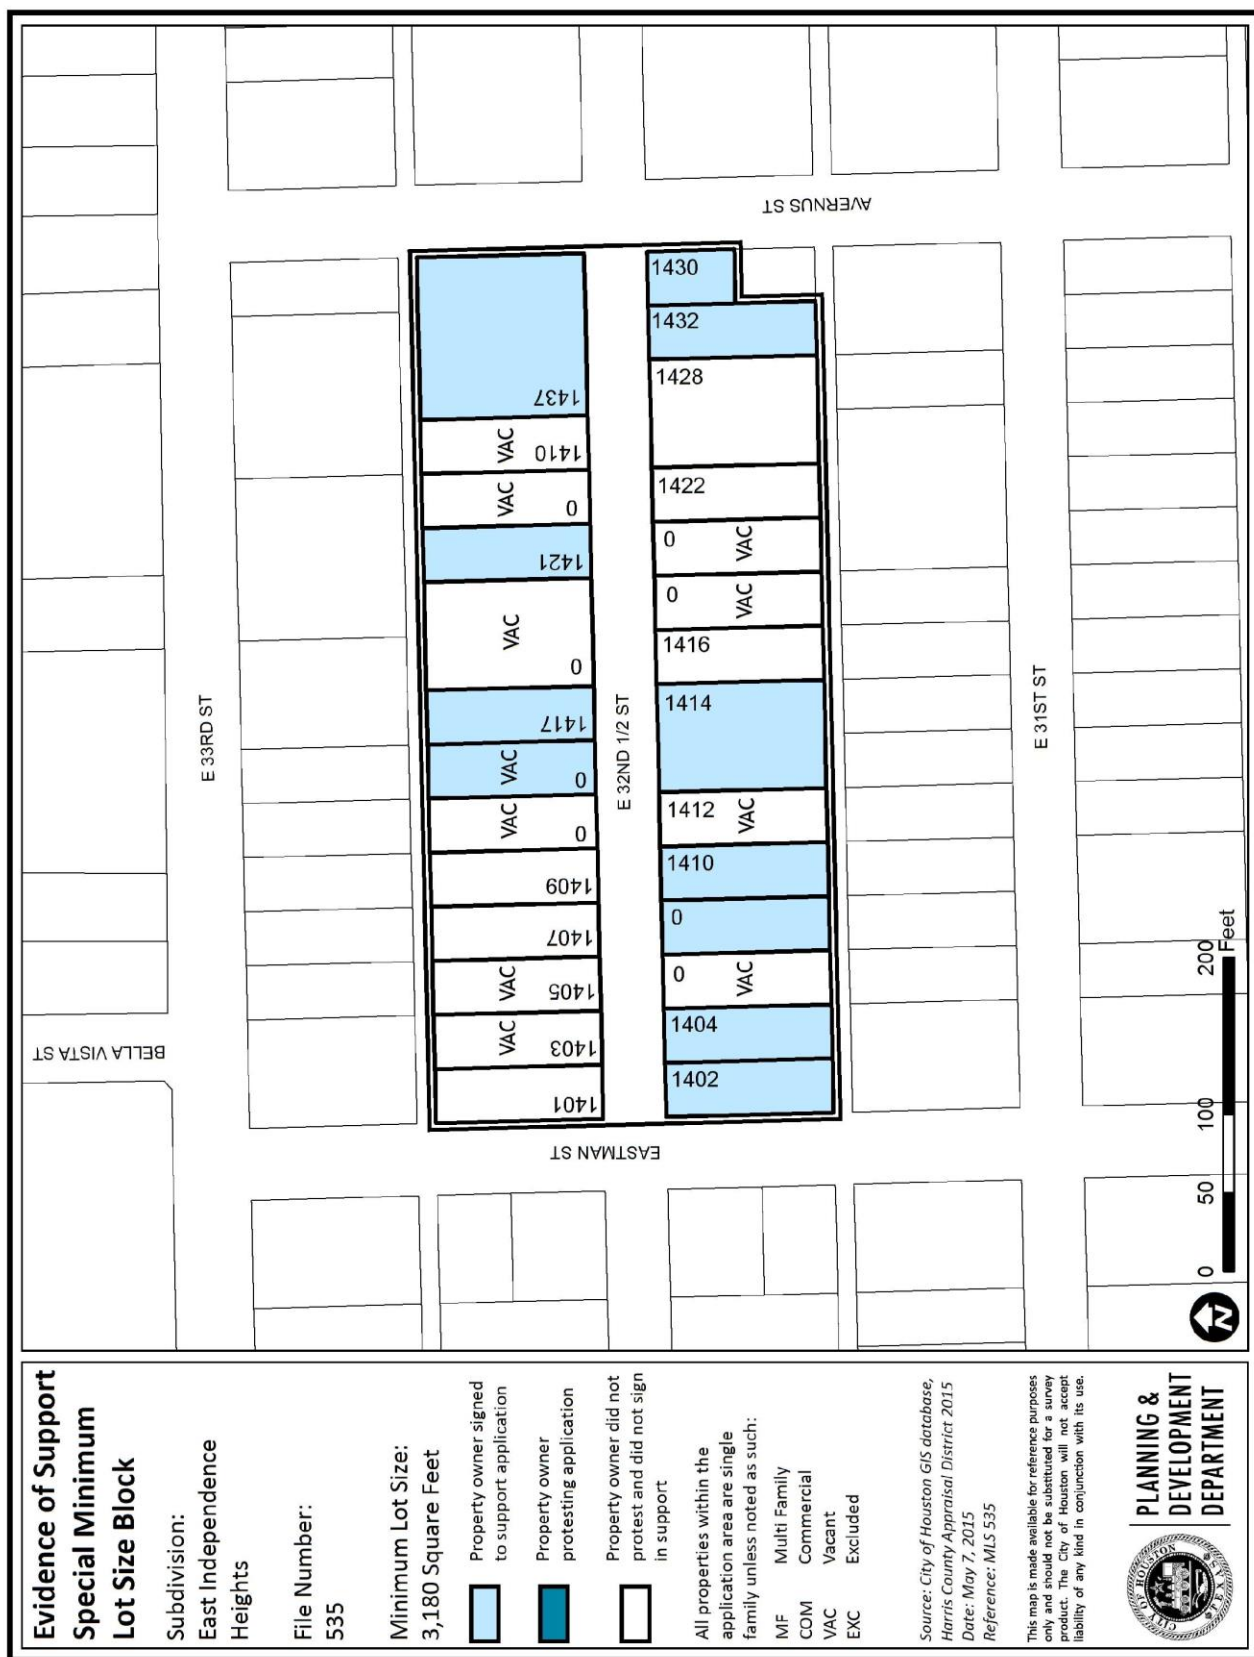 Evidence of Support
Special Minimum
Lot Size Block
Subdivision:
East Independence
Heights
File Number:
535
Minimum Lot Size:
3,180 Square Feet
Property owner signed
to support application
Property owner
protesting application
Property owner did not
protest and did not sign
in support
All properties within the
application area are single
family unless noted as such:
MF Multi Family
COM Commercial
VAC Vacant
EXC Excluded
Source: City of Houston GIS database,
Harris County Appraisal District 2015
Date: May 7, 2015
Reference: MLS 535
This map is made available for reference purposes
only and should not be substituted for a survey
product. The City of Houston will not accept
liability of any kind in conjunction with its use.
CITY OF HOUSTON
TEXAS
PLANNING &
DEVELOPMENT
DEPARTMENT
BELLA VISTA ST
E 33RD ST
EASTMAN ST
AVERNUS ST
E 32ND 1/2 ST
E 31ST ST
1401
1403
VAC
1405
VAC
1407
1409
0
VAC
0
VAC
1417
0
VAC
1421
0
VAC
1410
VAC
1437
1402
1404
0
VAC
0
1410
1412
VAC
1414
1416
0
VAC
0
VAC
1422
1428
1432
1430
N
0 50 100 200
Feet